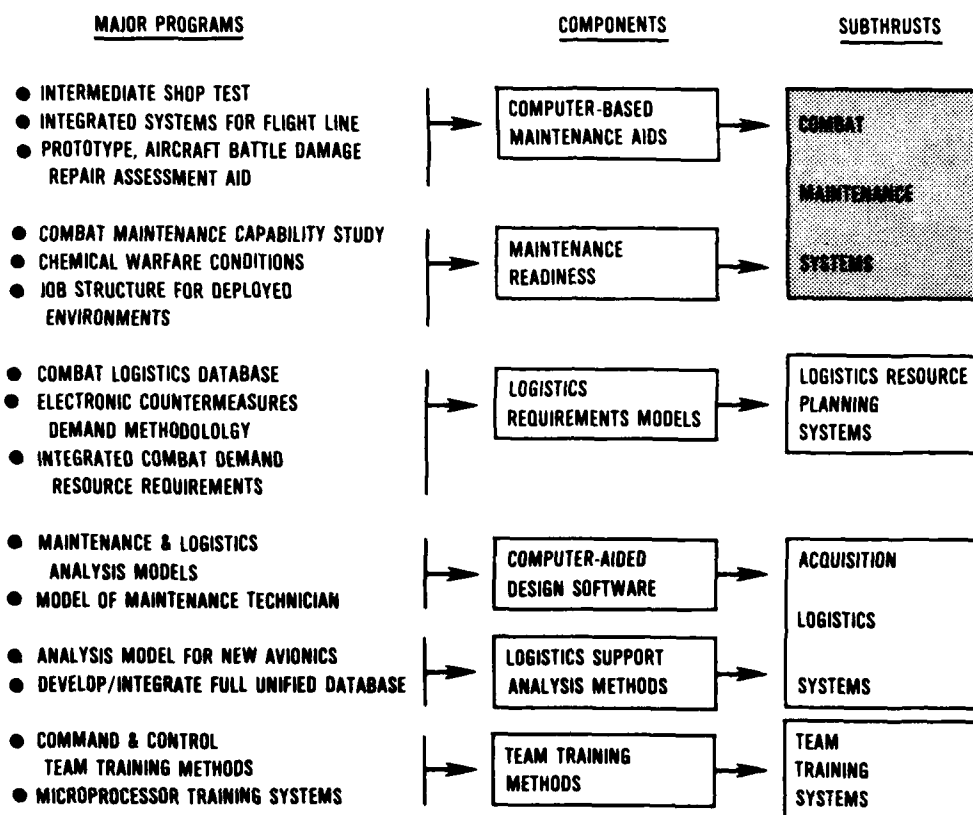 MAJOR PROGRAMS
COMPONENTS
SUBTHRUSTS
● INTERMEDIATE SHOP TEST
● INTEGRATED SYSTEMS FOR FLIGHT LINE
● PROTOTYPE, AIRCRAFT BATTLE DAMAGE
REPAIR ASSESSMENT AID
COMPUTER-BASED
MAINTENANCE AIDS
● COMBAT MAINTENANCE CAPABILITY STUDY
● CHEMICAL WARFARE CONDITIONS
● JOB STRUCTURE FOR DEPLOYED
ENVIRONMENTS
MAINTENANCE
READINESS
COMBAT
MAINTENANCE
SYSTEMS
● COMBAT LOGISTICS DATABASE
● ELECTRONIC COUNTERMEASURES
DEMAND METHODOLOLGY
● INTEGRATED COMBAT DEMAND
RESOURCE REQUIREMENTS
LOGISTICS
REQUIREMENTS MODELS
LOGISTICS RESOURCE
PLANNING
SYSTEMS
● MAINTENANCE & LOGISTICS
ANALYSIS MODELS
● MODEL OF MAINTENANCE TECHNICIAN
COMPUTER-AIDED
DESIGN SOFTWARE
● ANALYSIS MODEL FOR NEW AVIONICS
● DEVELOP/INTEGRATE FULL UNIFIED DATABASE
LOGISTICS SUPPORT
ANALYSIS METHODS
ACQUISITION
LOGISTICS
SYSTEMS
● COMMAND & CONTROL
TEAM TRAINING METHODS
● MICROPROCESSOR TRAINING SYSTEMS
TEAM TRAINING
METHODS
TEAM
TRAINING
SYSTEMS